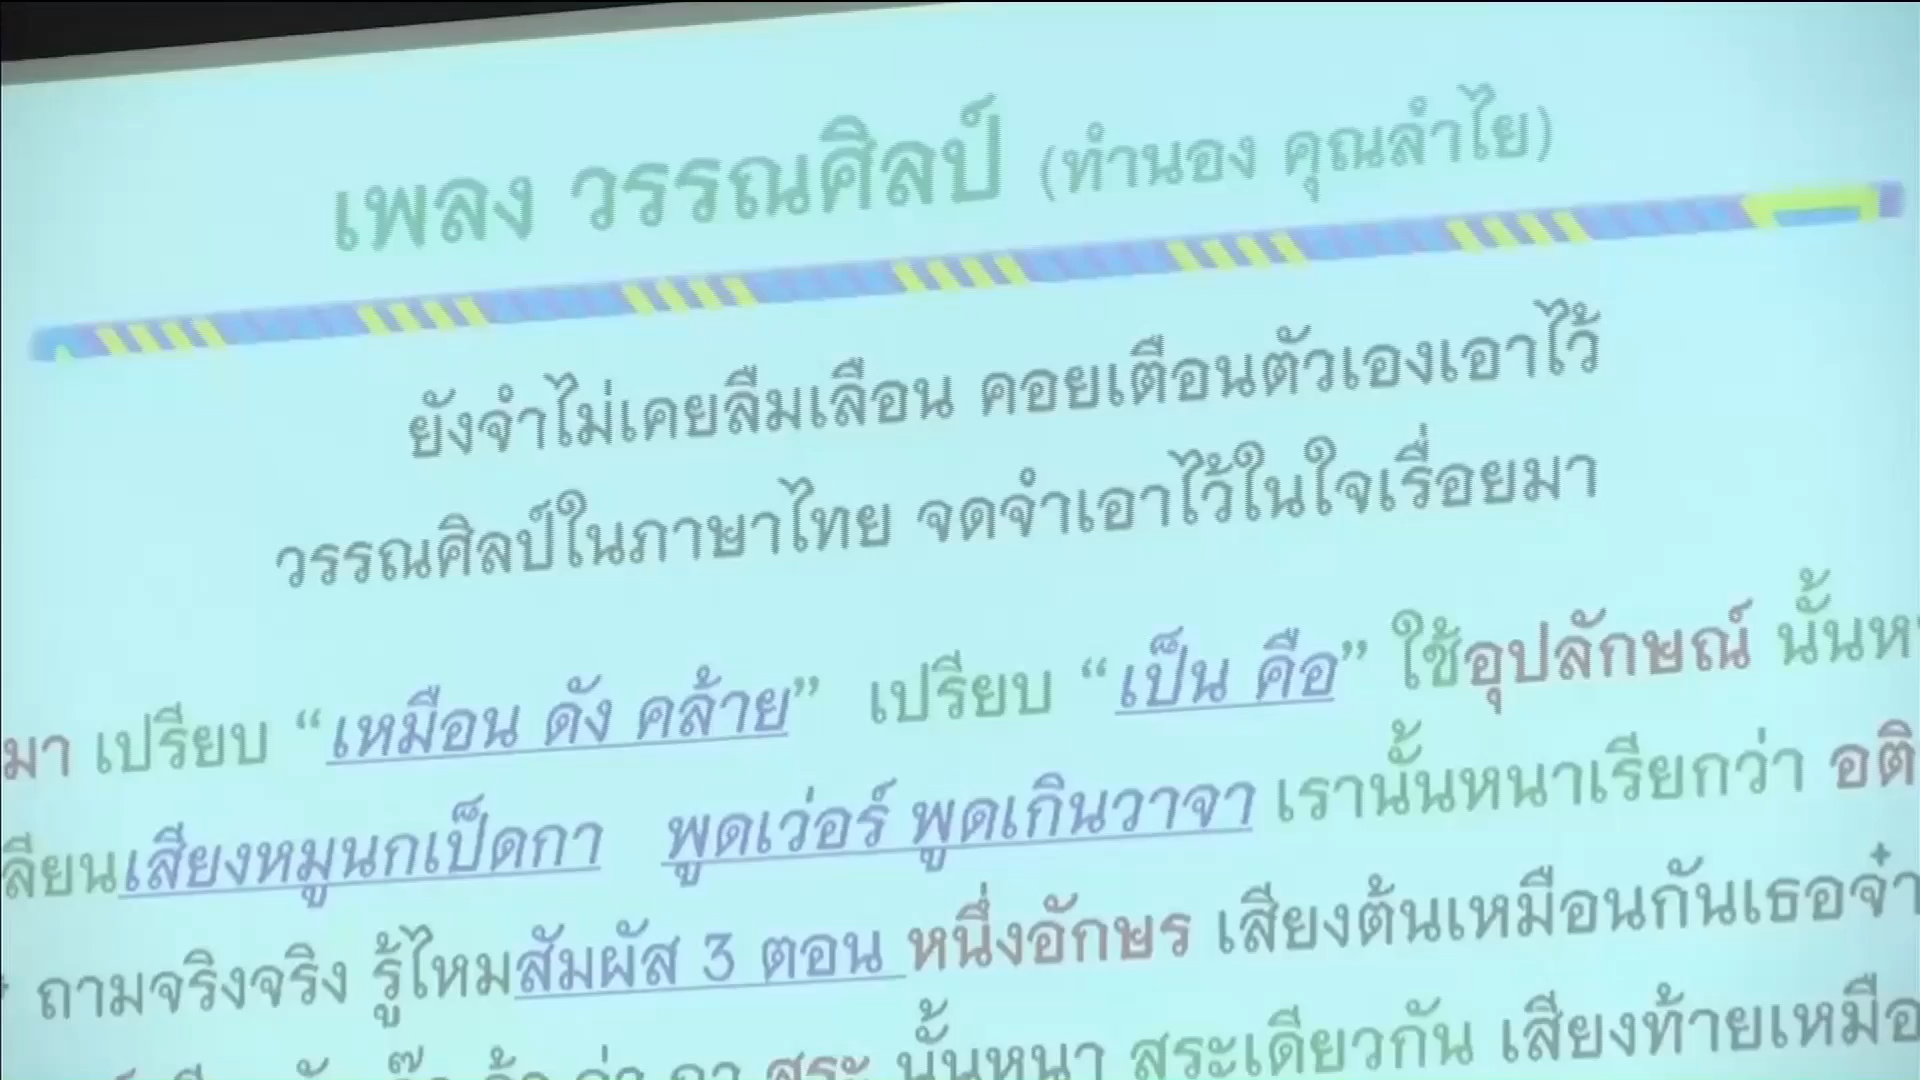 เพลง วรรณศิลป์ (ทำนอง คุณลำไย)
ยังจำไม่เคยลืมเลือน คอยเตือนตัวเองเอาไว้
วรรณศิลป์ในภาษาไทย จดจำเอาไว้ในใจเรื่อยมา
มา เปรียบ “เหมือน ดัง คล้าย” เปรียบ “เป็น คือ” ใช้อุปลักษณ์ นั้น
เสียงหมูนกเป็ดกา พูดเว่อร์ พูดเกินวาจา เรานั้นหนาเรียกว่า อติ
ถามจริงจริง รู้ไหมสัมผัส 3 ตอน หนึ่งอักษร เสียงต้นเหมือนกันเธอจ๋า
สระ นั้นหนา สระเดียวกัน เสียงท้ายเหมือ